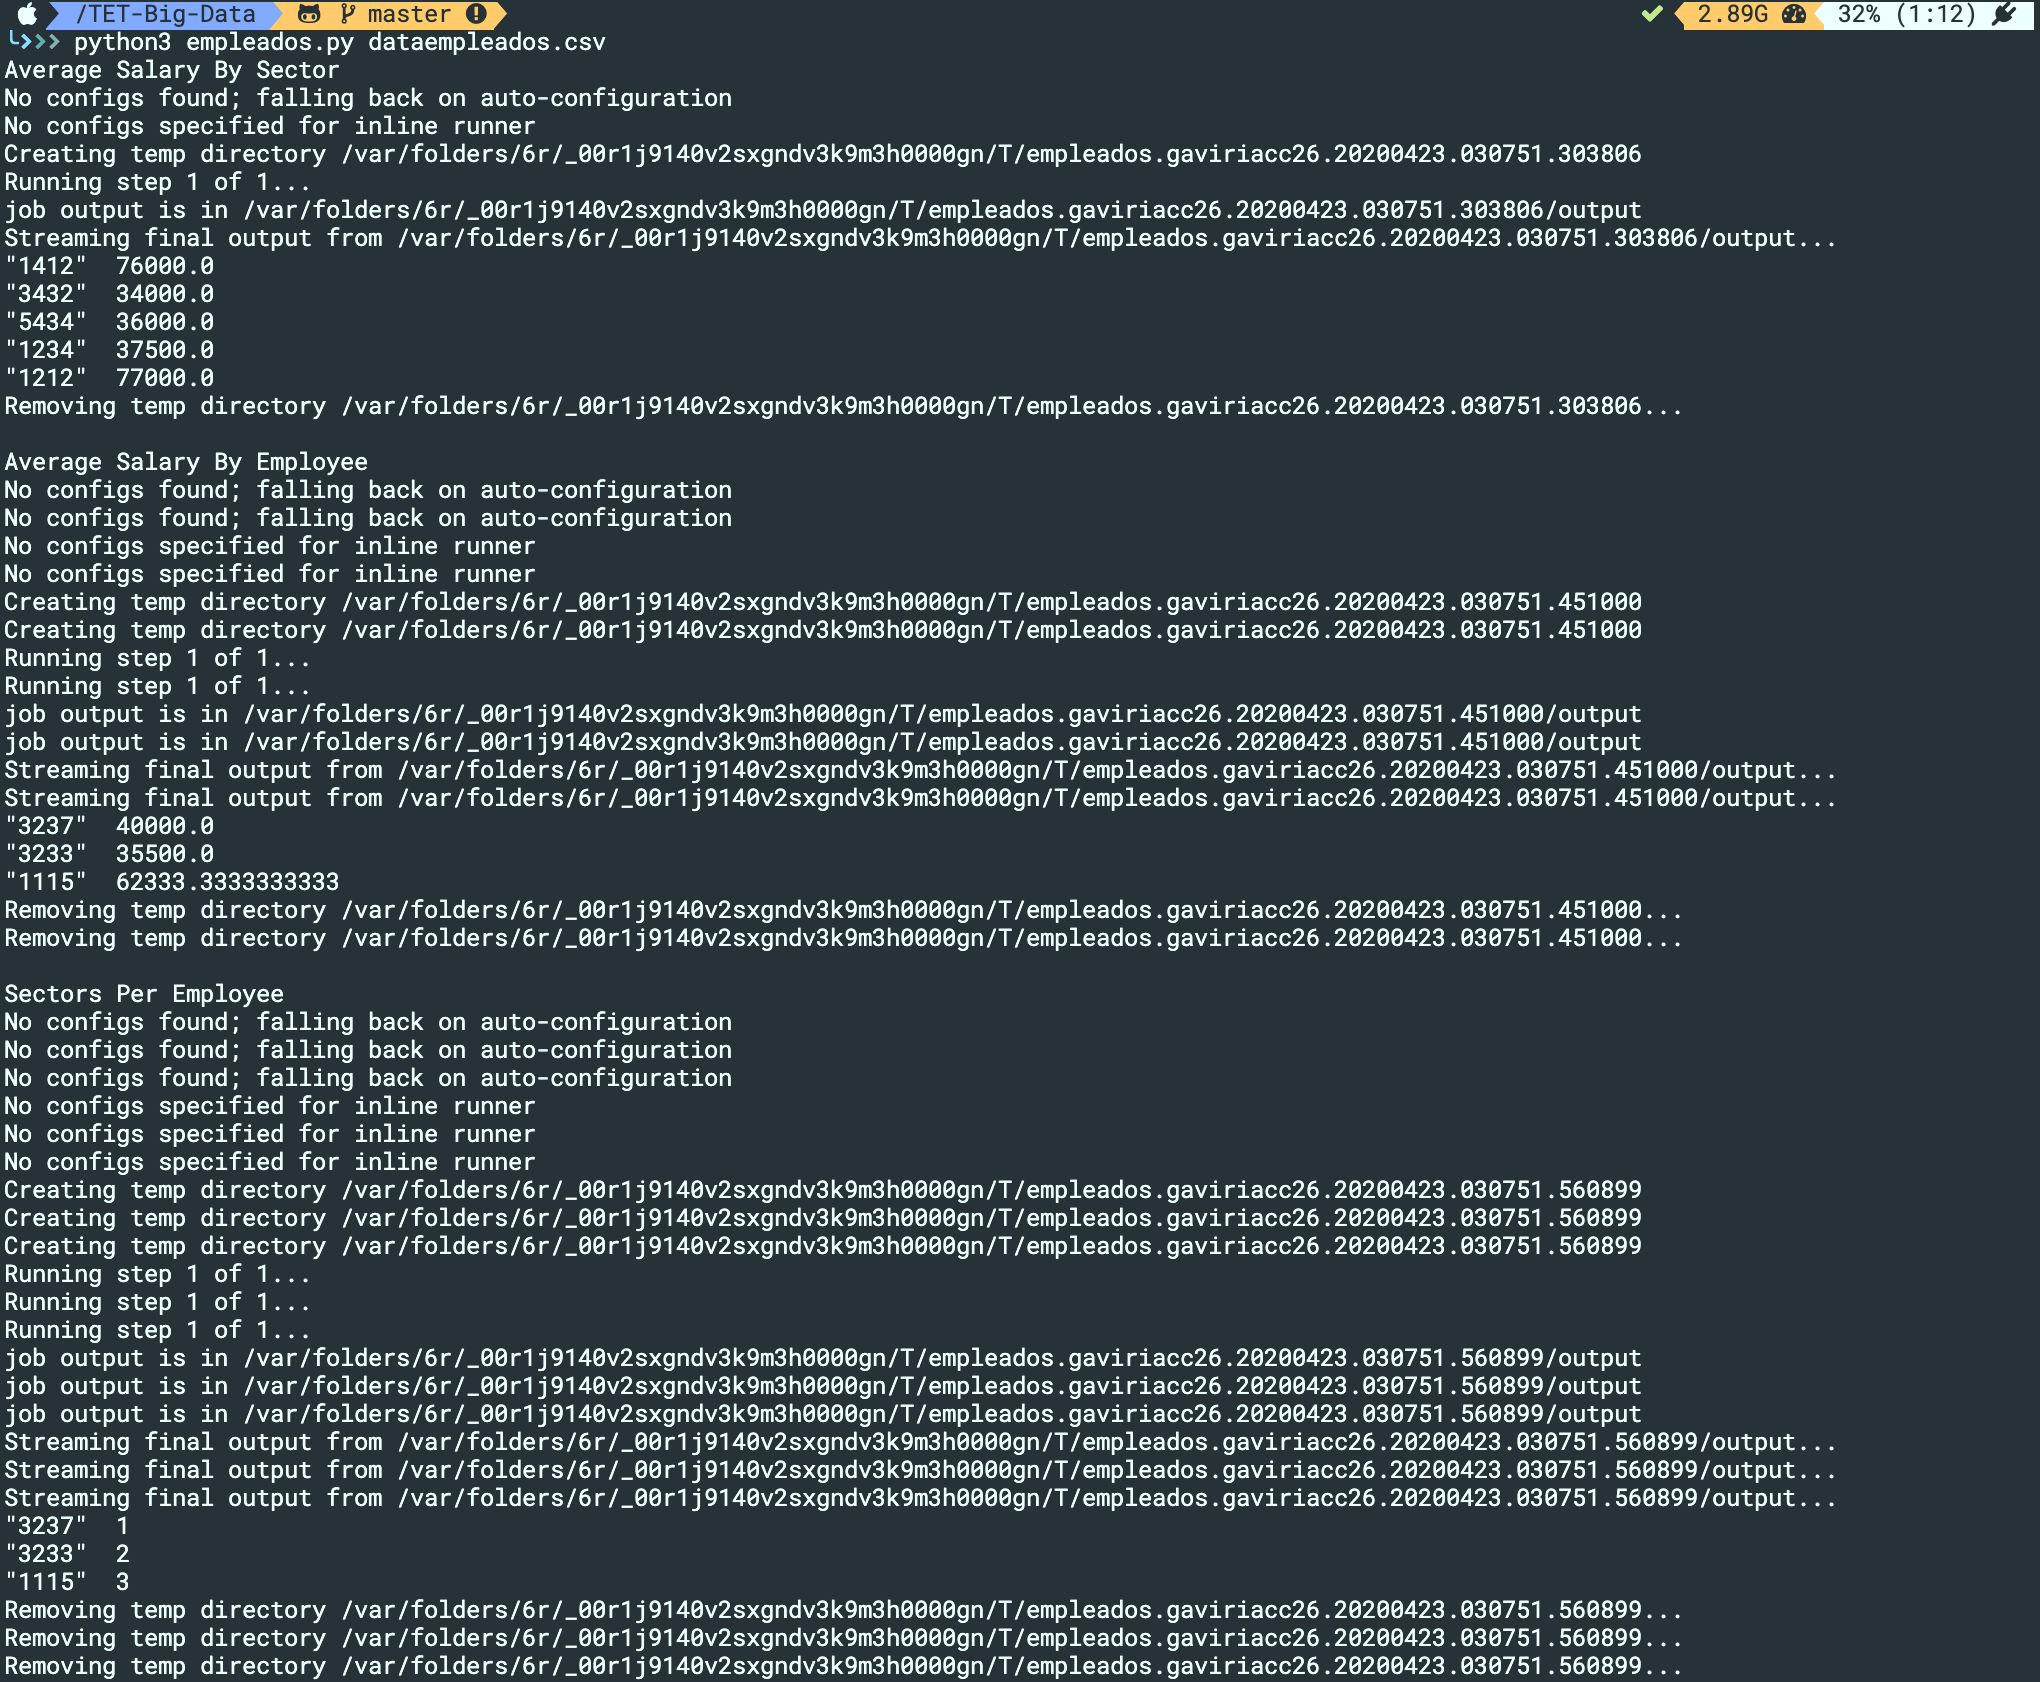 /TET-Big-Data master 2.89G 32% (1:12)
python3 empleados.py dataempleados.csv
Average Salary By Sector
No configs found; falling back on auto-configuration
No configs specified for inline runner
Creating temp directory /var/folders/6r/_00r1j9140v2sxgndv3k9m3h0000gn/T/empleados.gaviriacc26.20200423.030751.303806
Running step 1 of 1...
job output is in /var/folders/6r/_00r1j9140v2sxgndv3k9m3h0000gn/T/empleados.gaviriacc26.20200423.030751.303806/output
Streaming final output from /var/folders/6r/_00r1j9140v2sxgndv3k9m3h0000gn/T/empleados.gaviriacc26.20200423.030751.303806/output...
"1412"  76000.0
"3432"  34000.0
"5434"  36000.0
"1234"  37500.0
"1212"  77000.0
Removing temp directory /var/folders/6r/_00r1j9140v2sxgndv3k9m3h0000gn/T/empleados.gaviriacc26.20200423.030751.303806...

Average Salary By Employee
No configs found; falling back on auto-configuration
No configs found; falling back on auto-configuration
No configs specified for inline runner
No configs specified for inline runner
Creating temp directory /var/folders/6r/_00r1j9140v2sxgndv3k9m3h0000gn/T/empleados.gaviriacc26.20200423.030751.451000
Creating temp directory /var/folders/6r/_00r1j9140v2sxgndv3k9m3h0000gn/T/empleados.gaviriacc26.20200423.030751.451000
Running step 1 of 1...
Running step 1 of 1...
job output is in /var/folders/6r/_00r1j9140v2sxgndv3k9m3h0000gn/T/empleados.gaviriacc26.20200423.030751.451000/output
job output is in /var/folders/6r/_00r1j9140v2sxgndv3k9m3h0000gn/T/empleados.gaviriacc26.20200423.030751.451000/output
Streaming final output from /var/folders/6r/_00r1j9140v2sxgndv3k9m3h0000gn/T/empleados.gaviriacc26.20200423.030751.451000/output...
Streaming final output from /var/folders/6r/_00r1j9140v2sxgndv3k9m3h0000gn/T/empleados.gaviriacc26.20200423.030751.451000/output...
"3237"  40000.0
"3233"  35500.0
"1115"  62333.3333333333
Removing temp directory /var/folders/6r/_00r1j9140v2sxgndv3k9m3h0000gn/T/empleados.gaviriacc26.20200423.030751.451000...
Removing temp directory /var/folders/6r/_00r1j9140v2sxgndv3k9m3h0000gn/T/empleados.gaviriacc26.20200423.030751.451000...

Sectors Per Employee
No configs found; falling back on auto-configuration
No configs found; falling back on auto-configuration
No configs found; falling back on auto-configuration
No configs specified for inline runner
No configs specified for inline runner
No configs specified for inline runner
Creating temp directory /var/folders/6r/_00r1j9140v2sxgndv3k9m3h0000gn/T/empleados.gaviriacc26.20200423.030751.560899
Creating temp directory /var/folders/6r/_00r1j9140v2sxgndv3k9m3h0000gn/T/empleados.gaviriacc26.20200423.030751.560899
Creating temp directory /var/folders/6r/_00r1j9140v2sxgndv3k9m3h0000gn/T/empleados.gaviriacc26.20200423.030751.560899
Running step 1 of 1...
Running step 1 of 1...
Running step 1 of 1...
job output is in /var/folders/6r/_00r1j9140v2sxgndv3k9m3h0000gn/T/empleados.gaviriacc26.20200423.030751.560899/output
job output is in /var/folders/6r/_00r1j9140v2sxgndv3k9m3h0000gn/T/empleados.gaviriacc26.20200423.030751.560899/output
job output is in /var/folders/6r/_00r1j9140v2sxgndv3k9m3h0000gn/T/empleados.gaviriacc26.20200423.030751.560899/output
Streaming final output from /var/folders/6r/_00r1j9140v2sxgndv3k9m3h0000gn/T/empleados.gaviriacc26.20200423.030751.560899/output...
Streaming final output from /var/folders/6r/_00r1j9140v2sxgndv3k9m3h0000gn/T/empleados.gaviriacc26.20200423.030751.560899/output...
Streaming final output from /var/folders/6r/_00r1j9140v2sxgndv3k9m3h0000gn/T/empleados.gaviriacc26.20200423.030751.560899/output...
"3237"  1
"3233"  2
"1115"  3
Removing temp directory /var/folders/6r/_00r1j9140v2sxgndv3k9m3h0000gn/T/empleados.gaviriacc26.20200423.030751.560899...
Removing temp directory /var/folders/6r/_00r1j9140v2sxgndv3k9m3h0000gn/T/empleados.gaviriacc26.20200423.030751.560899...
Removing temp directory /var/folders/6r/_00r1j9140v2sxgndv3k9m3h0000gn/T/empleados.gaviriacc26.20200423.030751.560899...